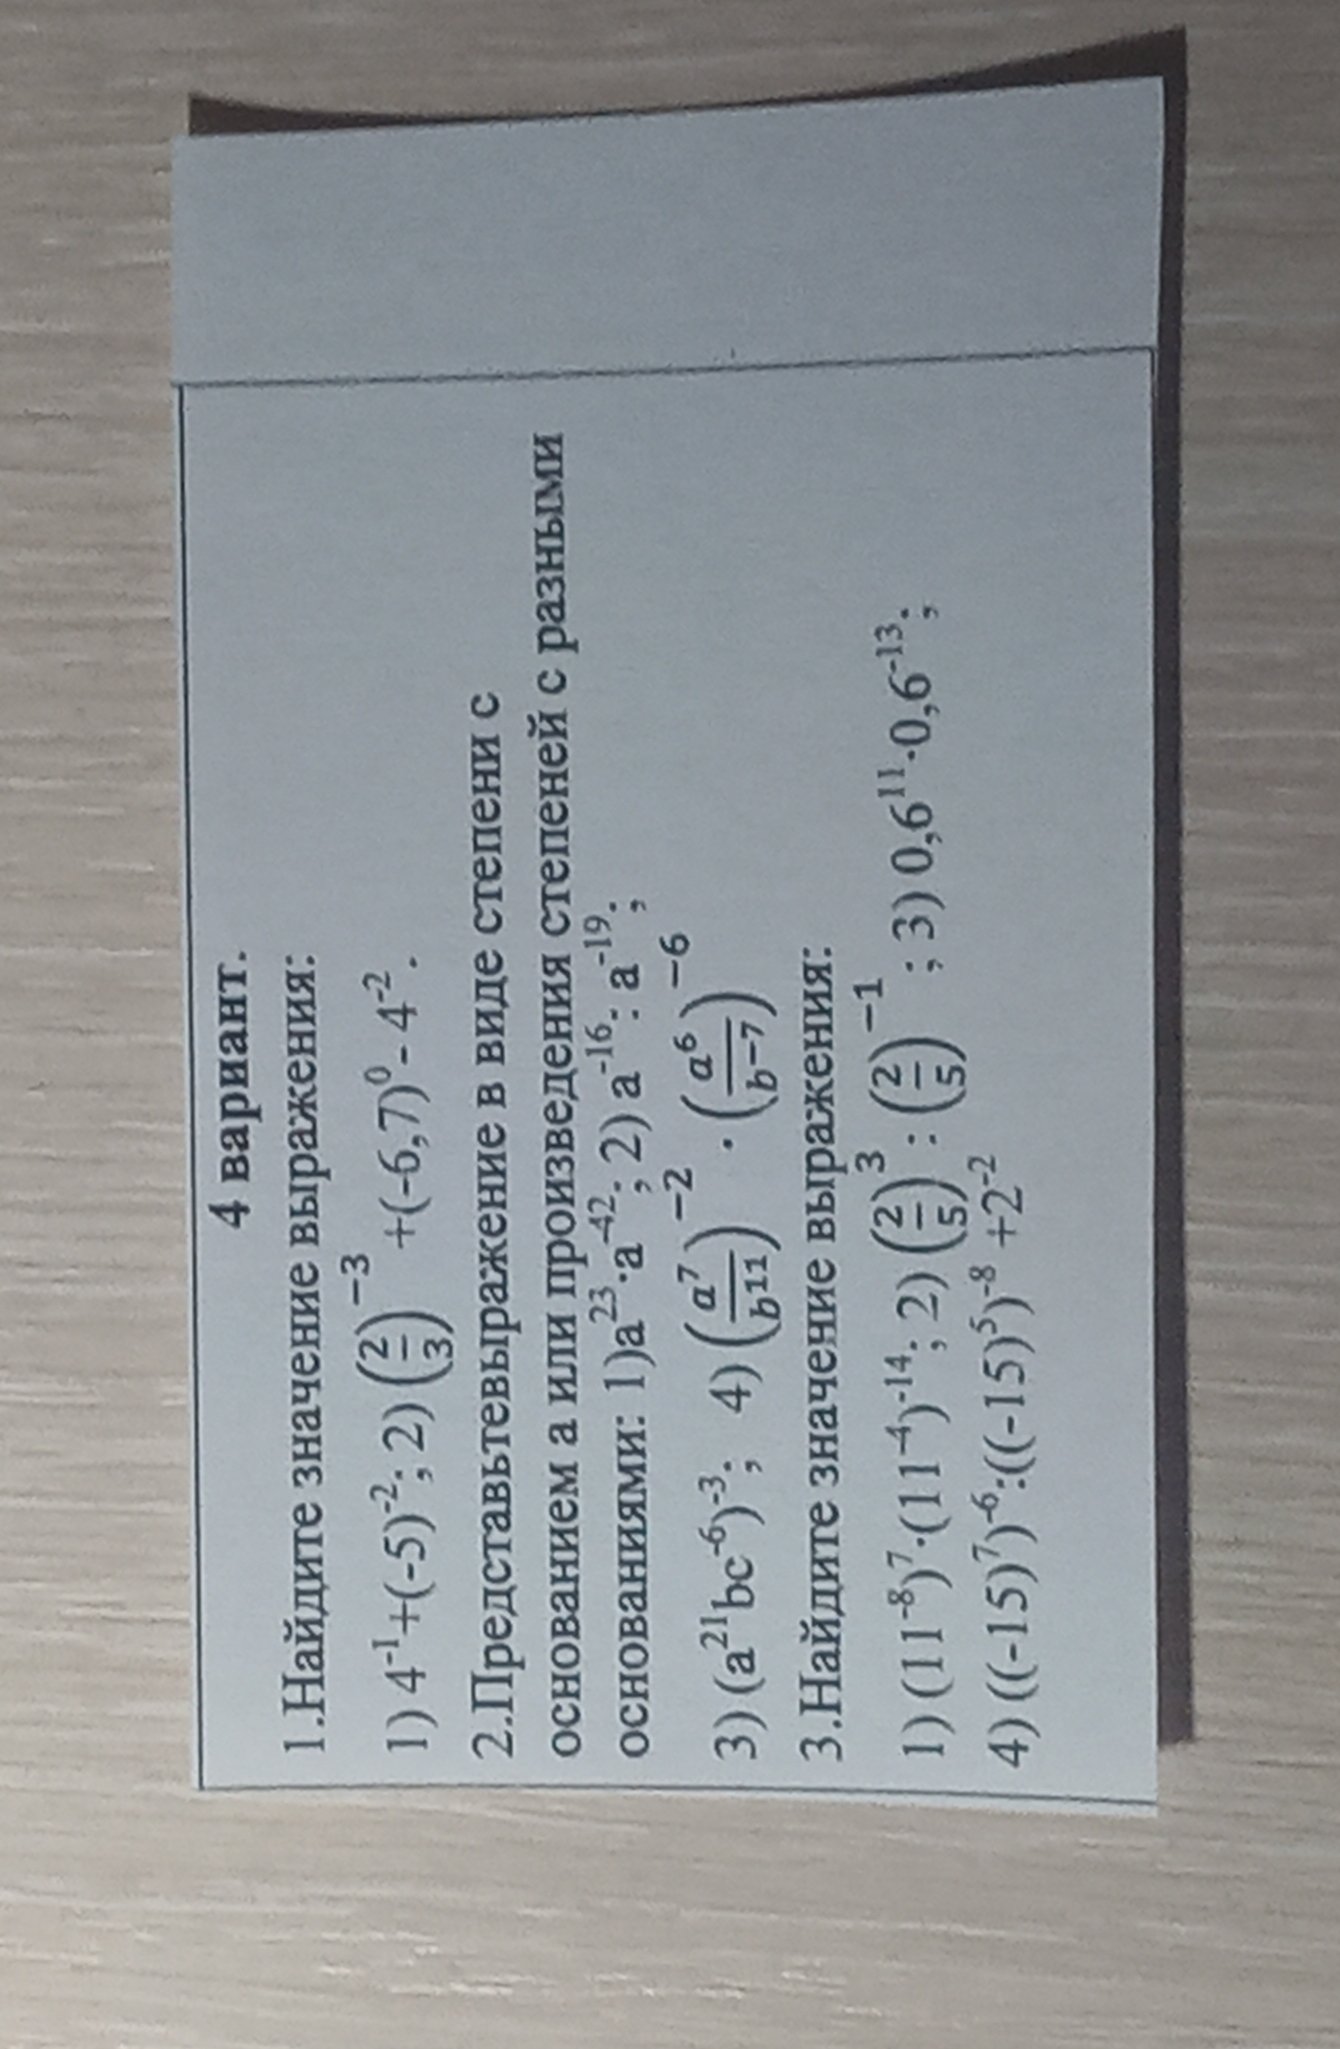 4 вариант.
1.Найдите значение выражения:
1) 4⁻¹+(-5)⁻²; 2) (2/3)⁻³ +(-6,7)⁰- 4⁻².
2.Представьтевыражение в виде степени с
основанием а или произведения степеней с разными
основаниями: 1)a²³·a⁻⁴²; 2) a⁻¹⁶: a⁻¹⁹;
3) (a²¹bc⁻⁶)⁻³; 4) (a⁷/b¹¹)⁻² · (a⁶/b⁻⁷)⁻⁶
3.Найдите значение выражения:
1) (11⁻⁸)⁷·(11⁻⁴)⁻¹⁴; 2) (2/5)³ : (2/5)⁻¹ ; 3) 0,6¹¹·0,6⁻¹³;
4) ((-15)⁷)⁻⁶:((-15)⁵)⁻⁸ +2⁻²